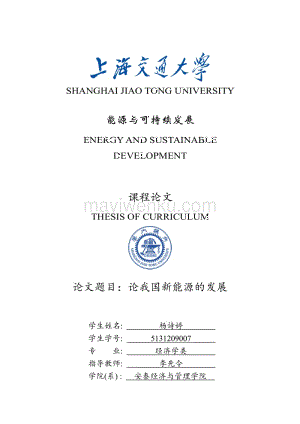 上海交通大学
SHANGHAI JIAO TONG UNIVERSITY
能源与可持续发展
ENERGY AND SUSTAINABLE
DEVELOPMENT
www.maiwenku.com
课程论文
THESIS OF CURRICULUM
论文题目：论我国新能源的发展
学生姓名： 杨诗婷
学生学号： 5131209007
专 业： 经济学类
指导教师： 李先令
学院(系)： 安泰经济与管理学院